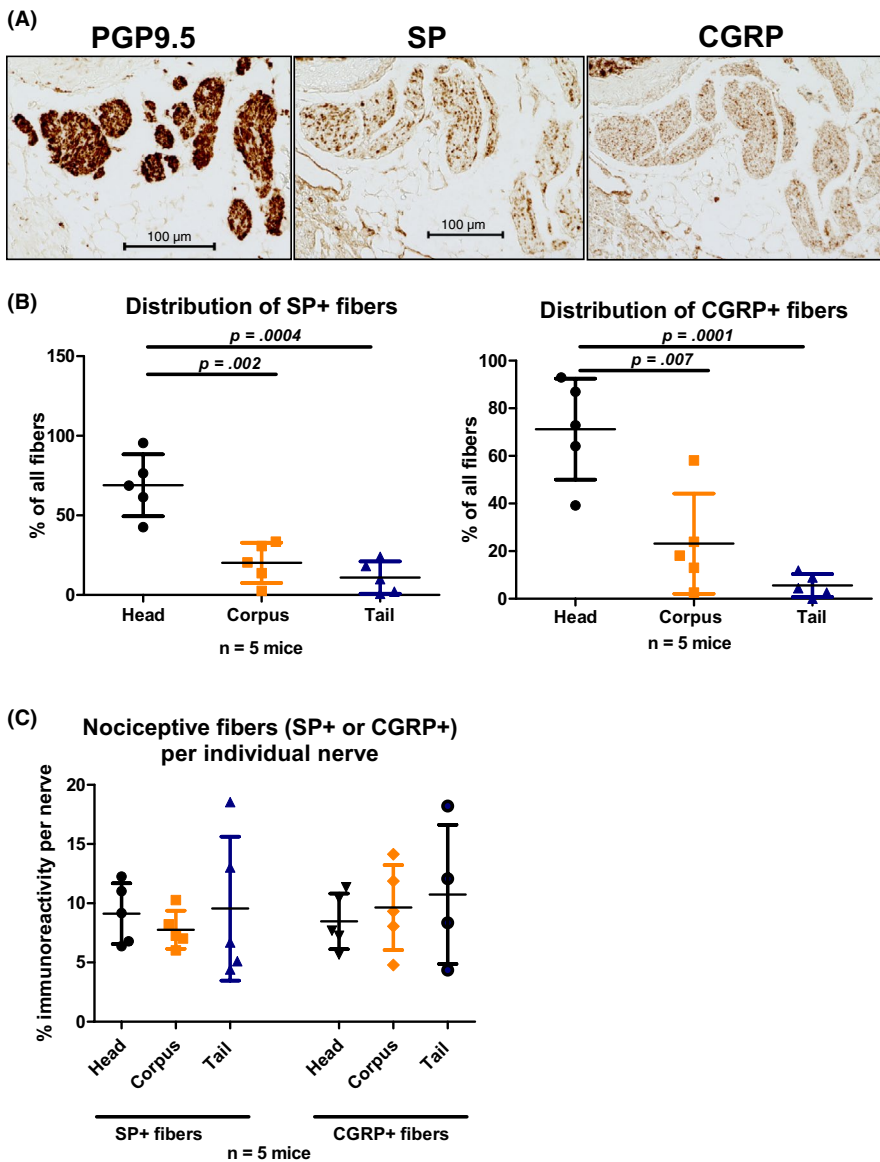 (A)
PGP9.5
SP
CGRP
100 µm
100 µm
(B)
Distribution of SP+ fibers
p = .0004
p = .002
% of all fibers
150
100
50
0
Head
Corpus
Tail
n = 5 mice
Distribution of CGRP+ fibers
p = .0001
p = .007
% of all fibers
100
80
60
40
20
0
Head
Corpus
Tail
n = 5 mice
(C)
Nociceptive fibers (SP+ or CGRP+)
per individual nerve
% immunoreactivity per nerve
20
15
10
5
0
Head
Corpus
Tail
Head
Corpus
Tail
SP+ fibers
CGRP+ fibers
n = 5 mice